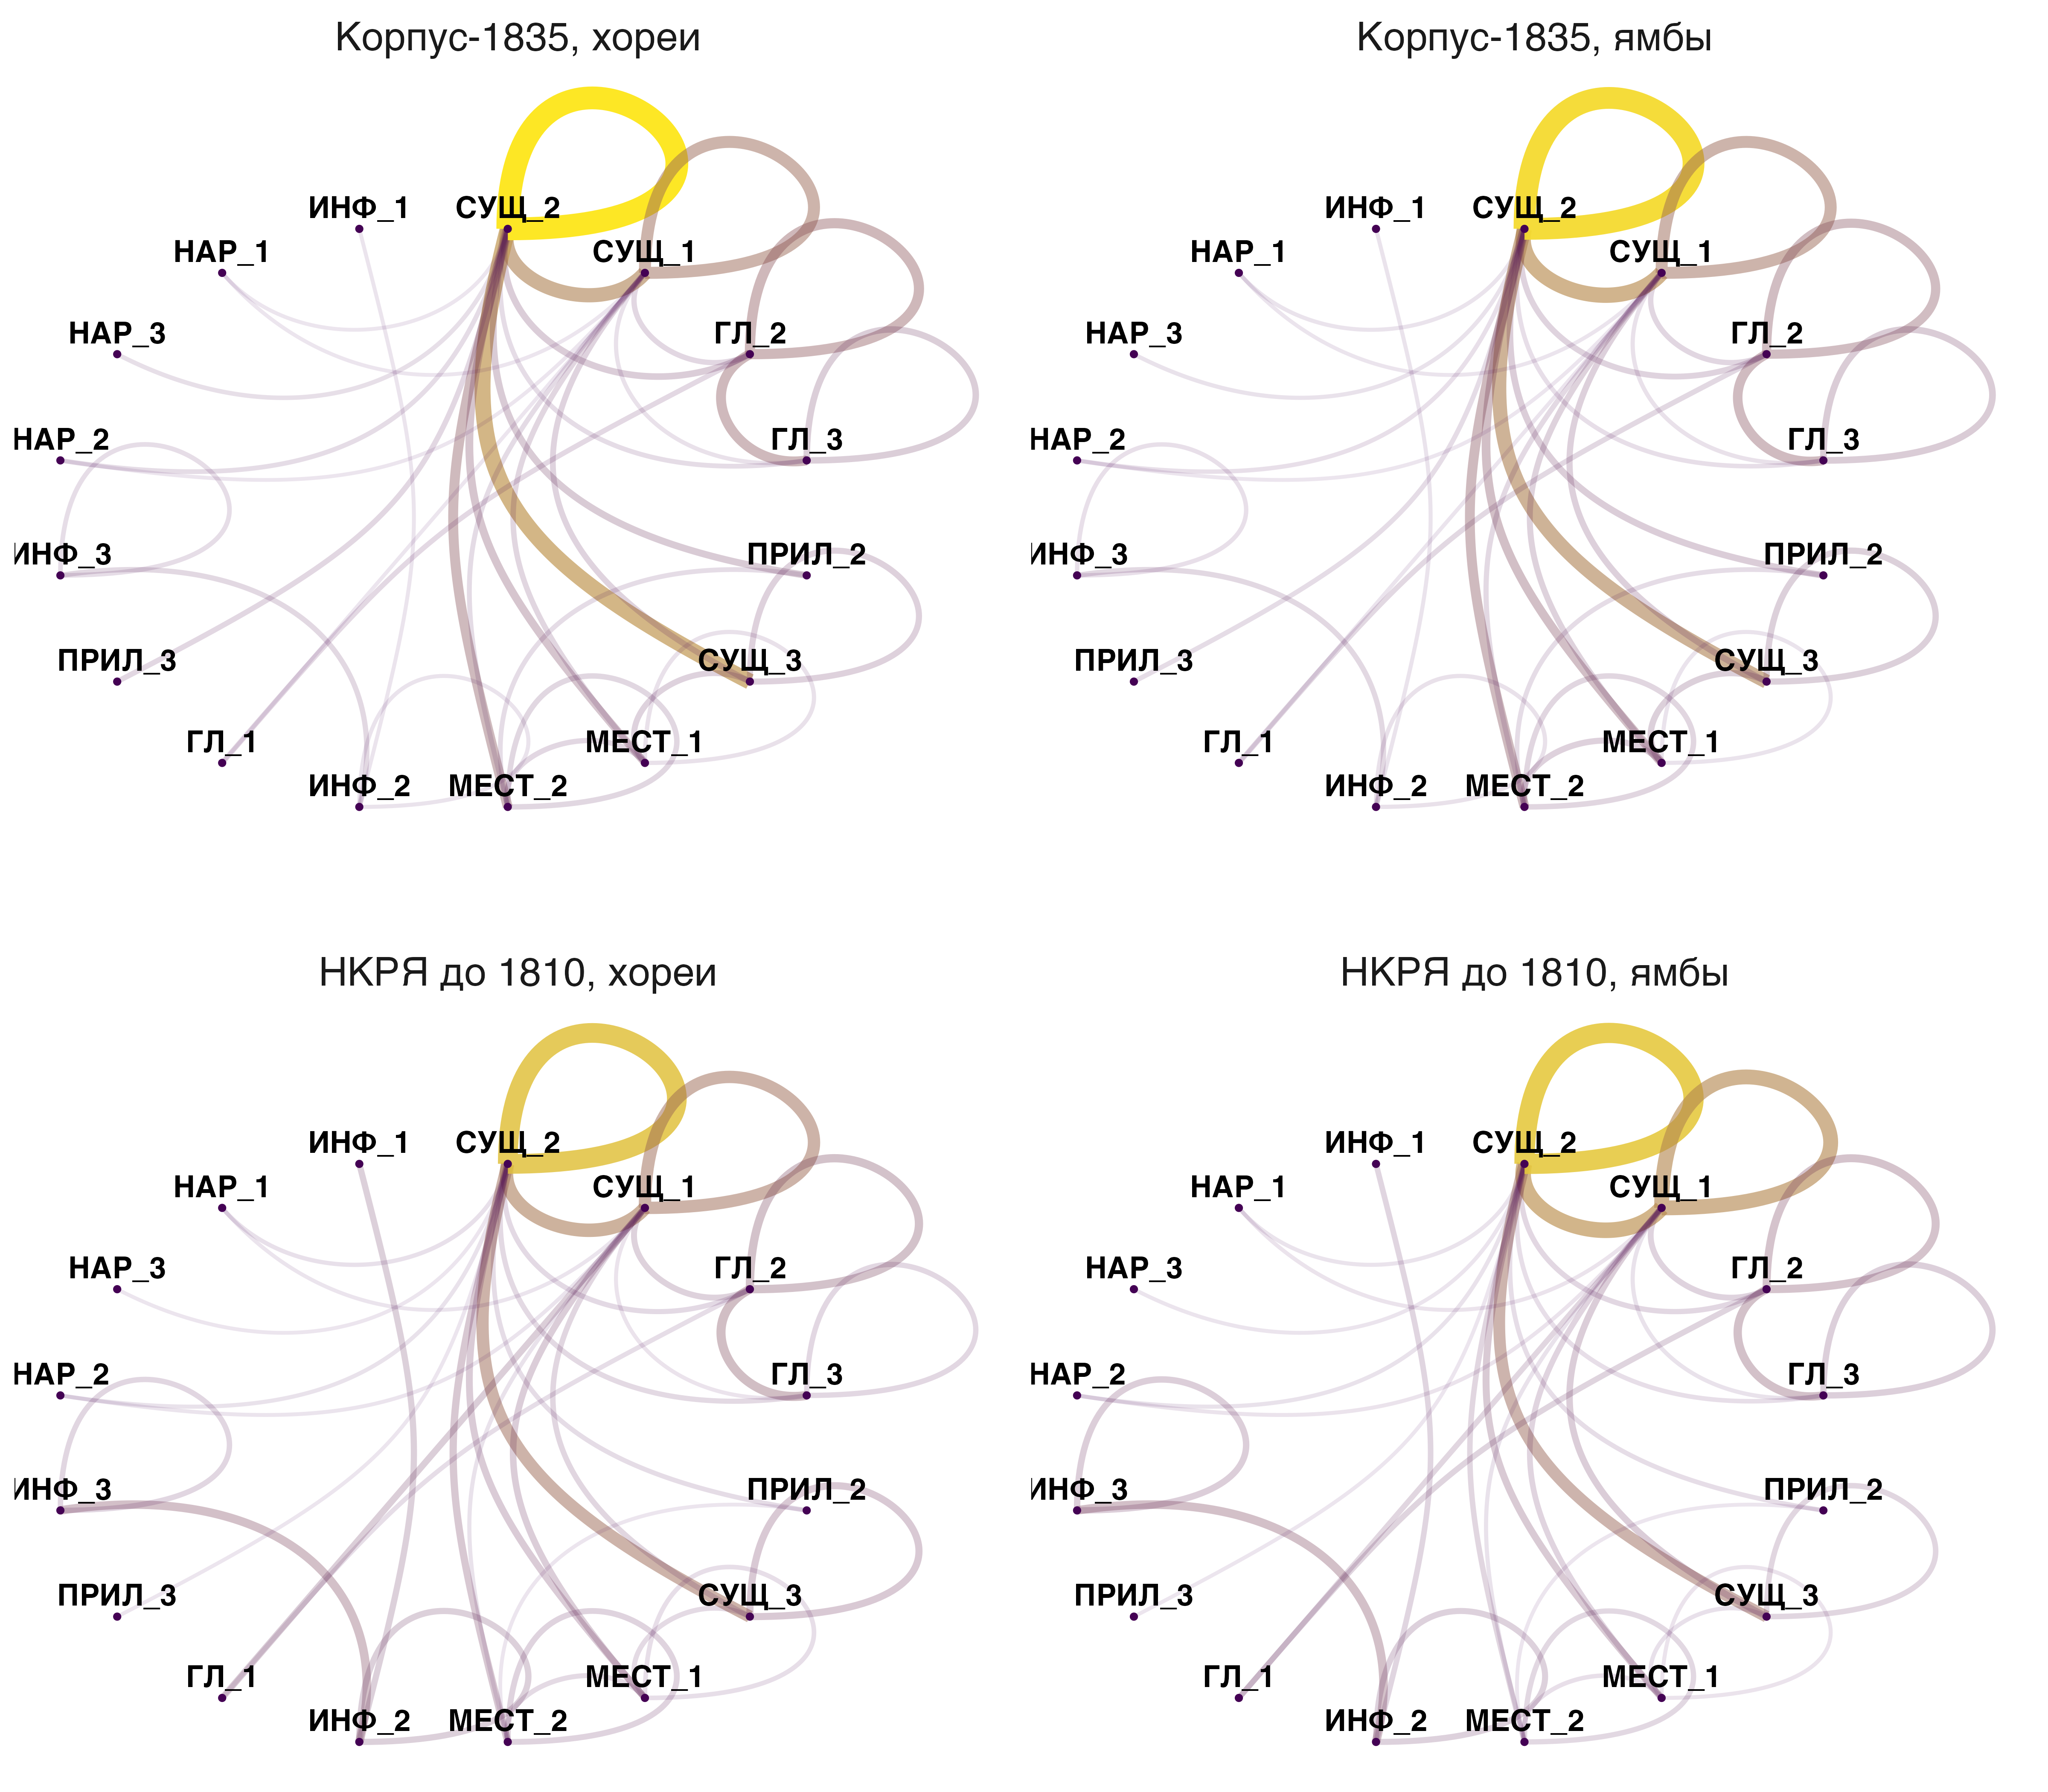 Корпус-1835, хореи
ИНФ_1
СУЩ_2
НАР_1
СУЩ_1
НАР_3
ГЛ_2
НАР_2
ГЛ_3
ИНФ_3
ПРИЛ_2
ПРИЛ_3
СУЩ_3
ГЛ_1
МЕСТ_1
ИНФ_2
МЕСТ_2
Корпус-1835, ямбы
ИНФ_1
СУЩ_2
НАР_1
СУЩ_1
НАР_3
ГЛ_2
НАР_2
ГЛ_3
ИНФ_3
ПРИЛ_2
ПРИЛ_3
СУЩ_3
ГЛ_1
МЕСТ_1
ИНФ_2
МЕСТ_2
НКРЯ до 1810, хореи
ИНФ_1
СУЩ_2
НАР_1
СУЩ_1
НАР_3
ГЛ_2
НАР_2
ГЛ_3
ИНФ_3
ПРИЛ_2
ПРИЛ_3
СУЩ_3
ГЛ_1
МЕСТ_1
ИНФ_2
МЕСТ_2
НКРЯ до 1810, ямбы
ИНФ_1
СУЩ_2
НАР_1
СУЩ_1
НАР_3
ГЛ_2
НАР_2
ГЛ_3
ИНФ_3
ПРИЛ_2
ПРИЛ_3
СУЩ_3
ГЛ_1
МЕСТ_1
ИНФ_2
МЕСТ_2